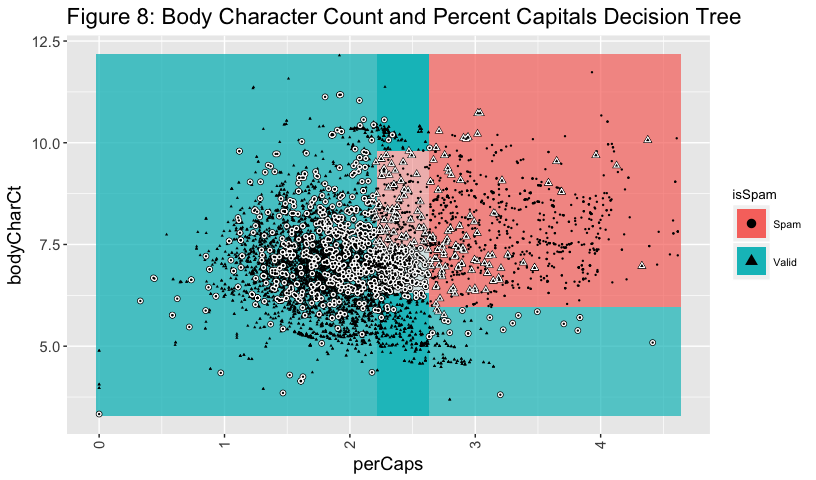 Figure 8: Body Character Count and Percent Capitals Decision Tree
12.5
10.0
7.5
5.0
bodyCharCt
0
1
2
3
4
perCaps
isSpam
Spam
Valid